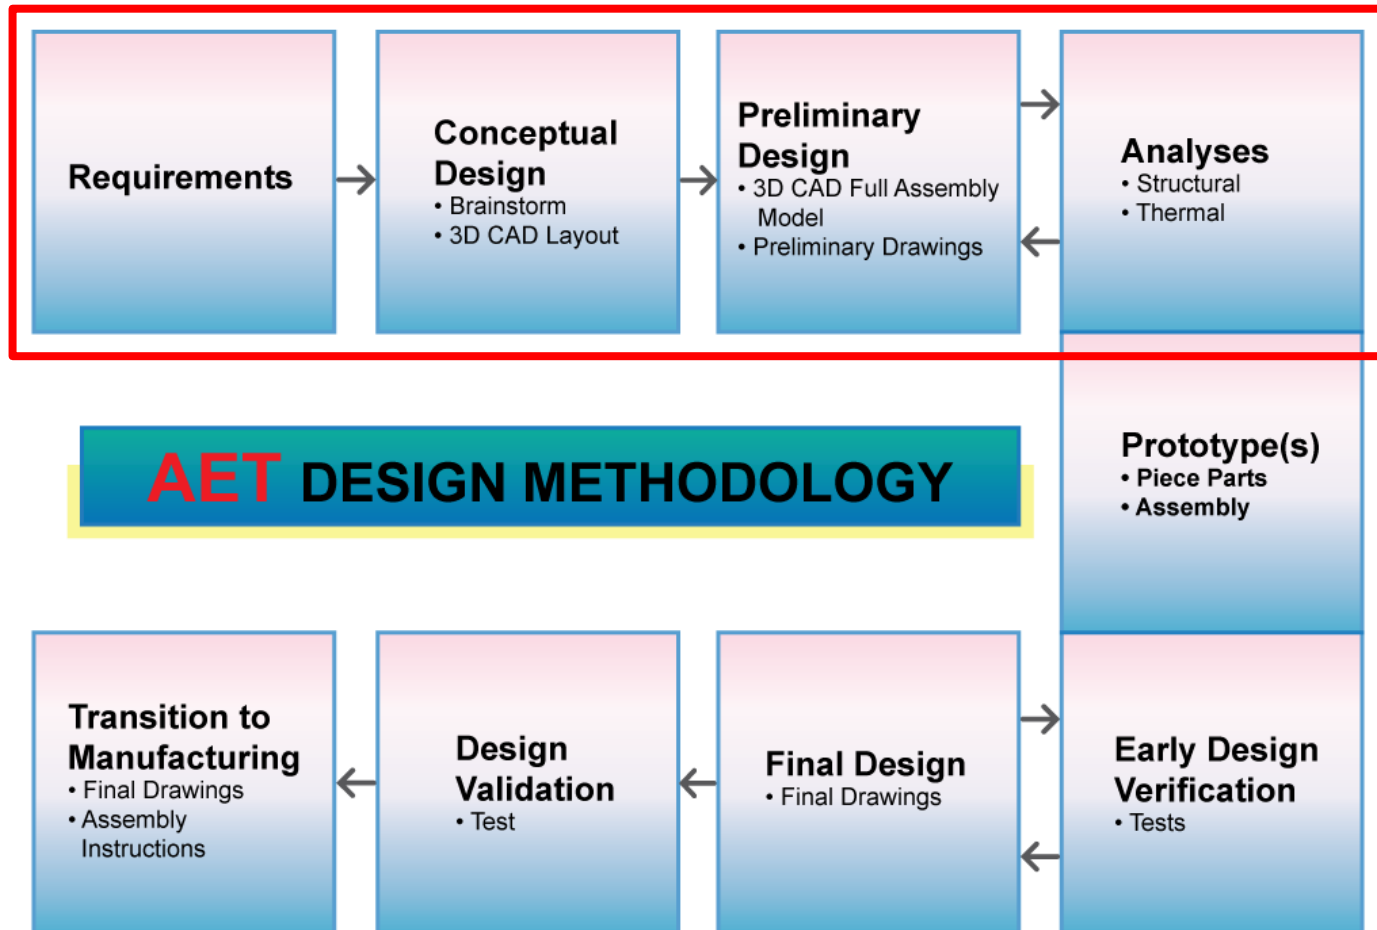 Requirements
Conceptual
Design
• Brainstorm
• 3D CAD Layout
Preliminary
Design
• 3D CAD Full Assembly
Model
• Preliminary Drawings
Analyses
• Structural
• Thermal
Prototype(s)
• Piece Parts
• Assembly
AET DESIGN METHODOLOGY
Transition to
Manufacturing
• Final Drawings
• Assembly
Instructions
Design
Validation
• Test
Final Design
• Final Drawings
Early Design
Verification
• Tests